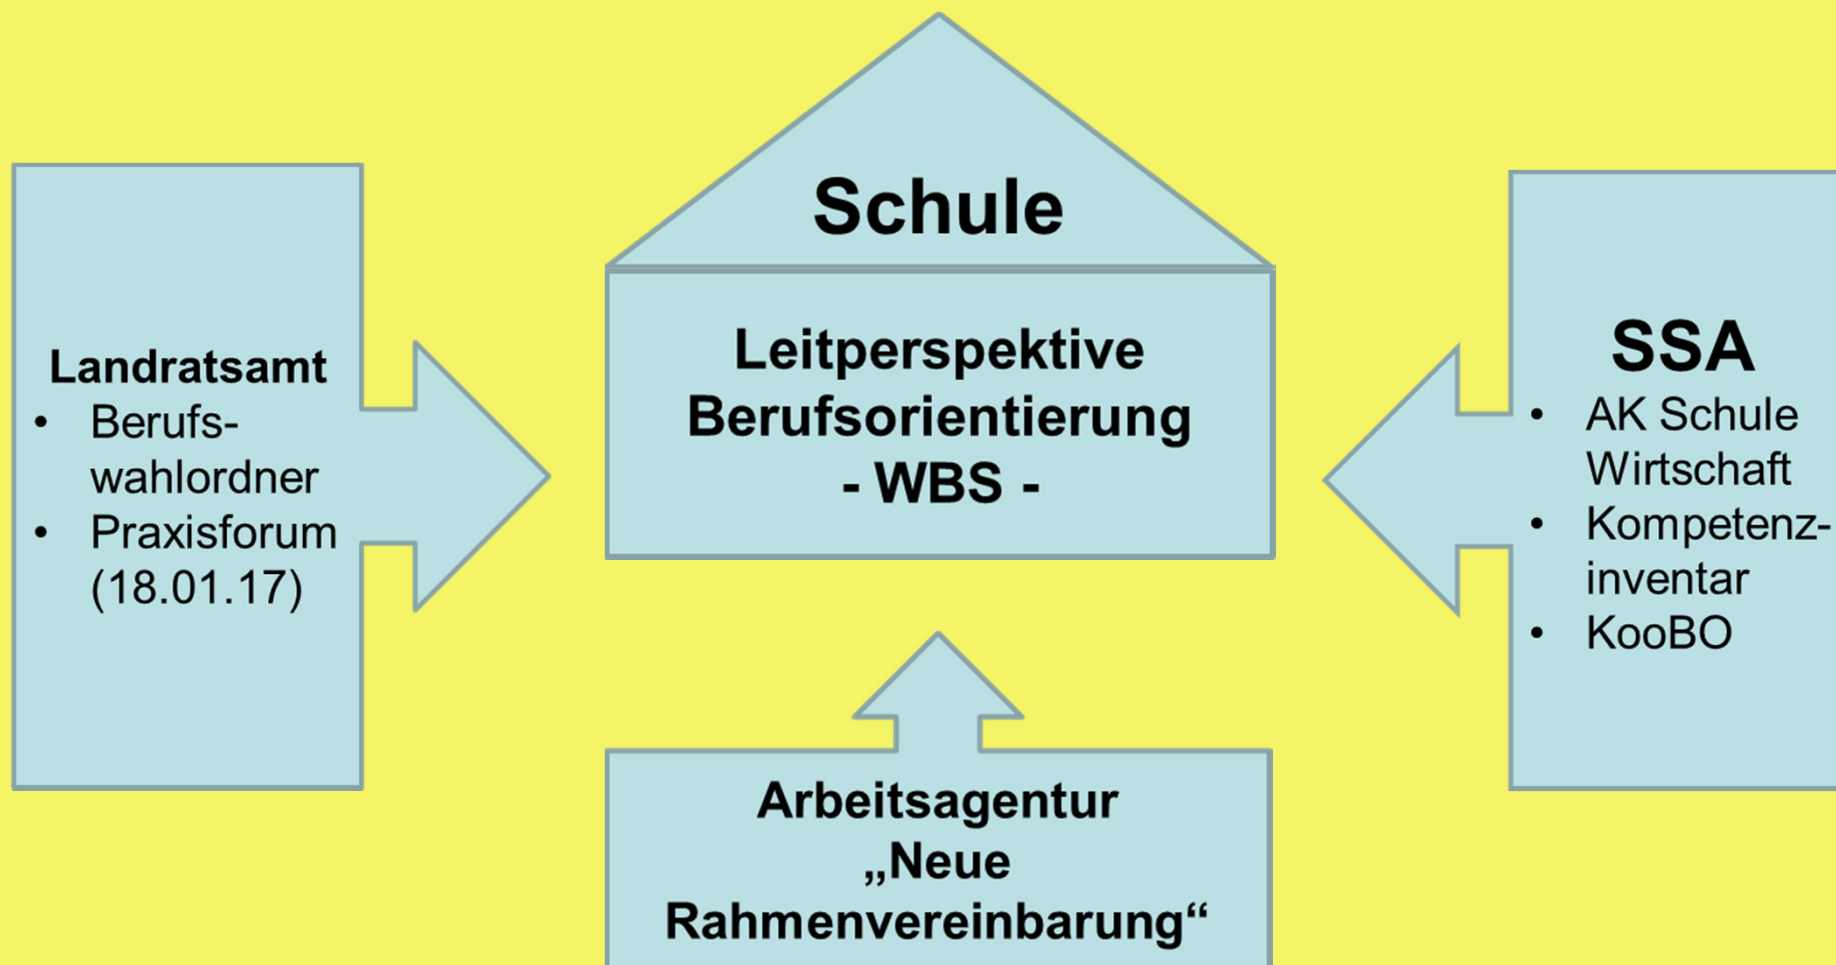 Schule
Leitperspektive
Berufsorientierung
- WBS -
Landratsamt
• Berufs-
wahlordner
• Praxisforum
(18.01.17)
SSA
• AK Schule
Wirtschaft
• Kompetenz-
inventar
• KooBO
Arbeitsagentur
„Neue
Rahmenvereinbarung“